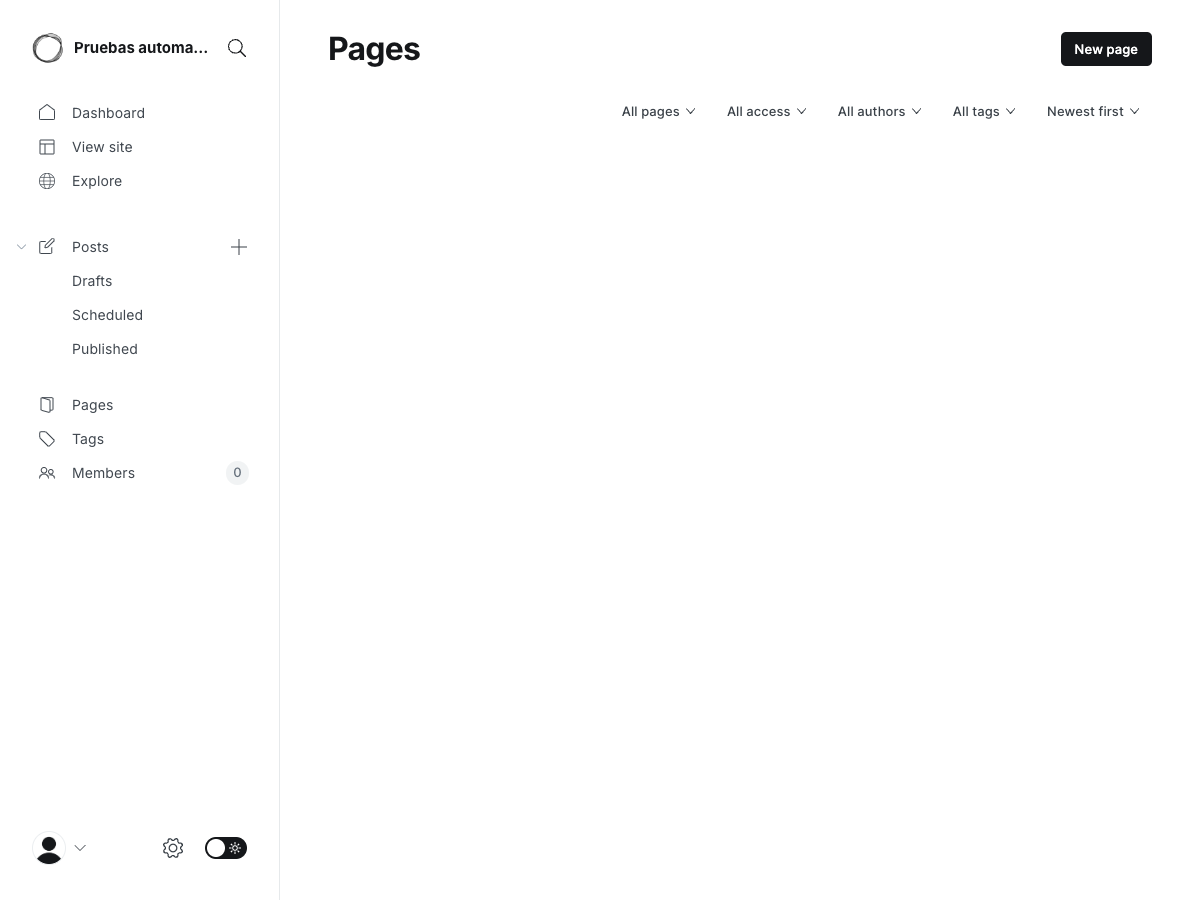 Pruebas automa...
Dashboard
View site
Explore
Posts
Drafts
Scheduled
Published
Pages
Tags
Members 0
Pages
New page
All pages All access All authors All tags Newest first